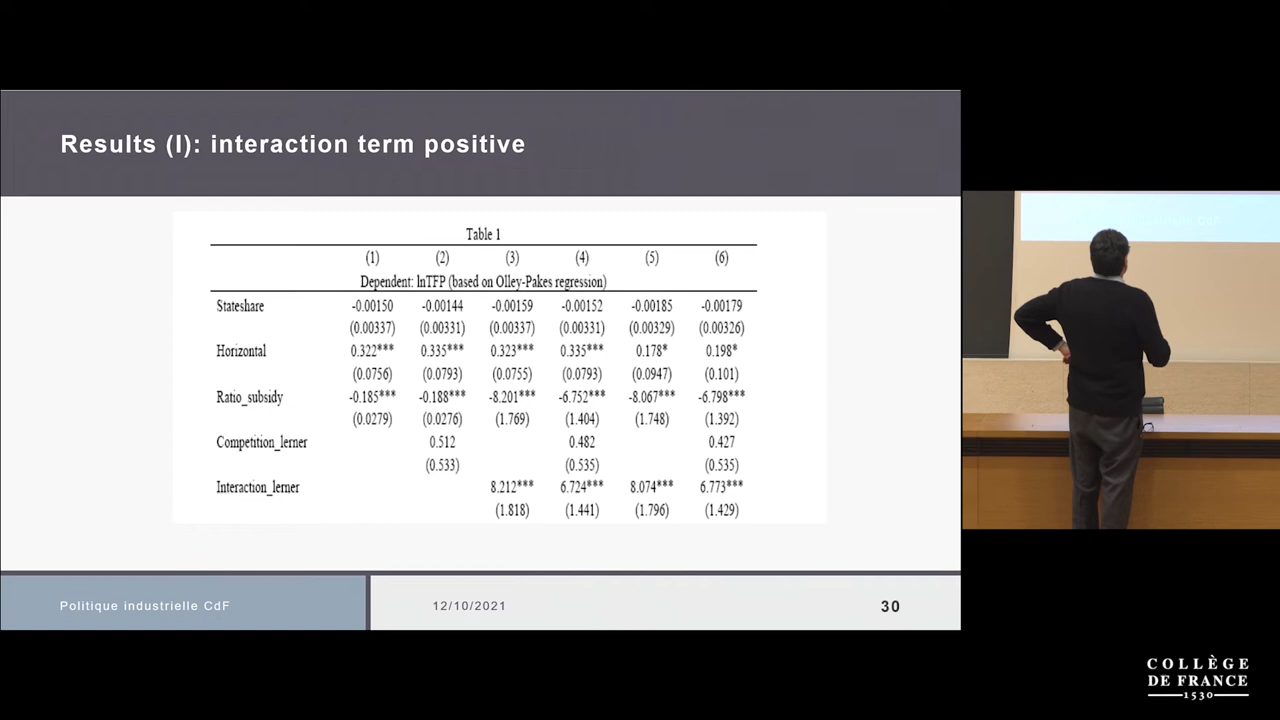 Results (I): interaction term positive
Table 1
(1) (2) (3) (4) (5) (6)
Dependent: lnTFP (based on Olley-Pakes regression)
Stateshare -0.00150 -0.00144 -0.00159 -0.00152 -0.00185 -0.00179
(0.00337) (0.00331) (0.00337) (0.00331) (0.00329) (0.00326)
Horizontal 0.322*** 0.335*** 0.323*** 0.335*** 0.178* 0.198*
(0.0756) (0.0793) (0.0755) (0.0793) (0.0947) (0.101)
Ratio_subsidy -0.185*** -0.188*** -8.201*** -6.752*** -8.067*** -6.798***
(0.0279) (0.0276) (1.769) (1.404) (1.748) (1.392)
Competition_lerner 0.512 0.482 0.427
(0.533) (0.535) (0.535)
Interaction_lerner 8.212*** 6.724*** 8.074*** 6.773***
(1.818) (1.441) (1.796) (1.429)
Politique industrielle CdF 12/10/2021 30
COLLÈGE
DE FRANCE
1530